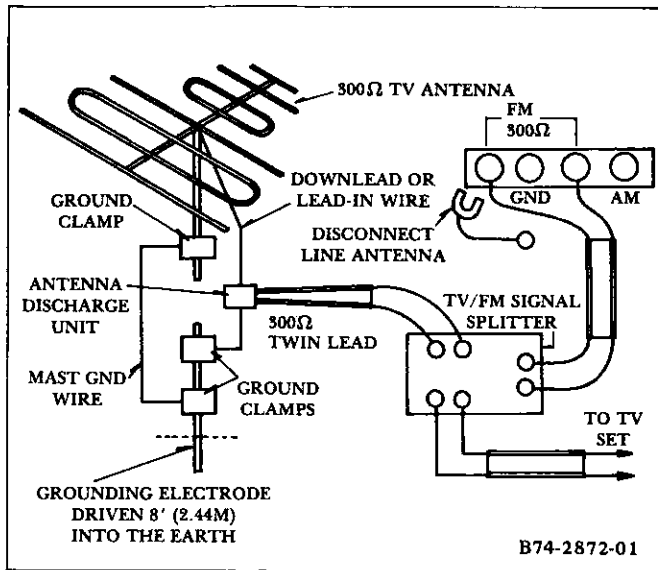 300Ω TV ANTENNA
FM
300Ω
GND
AM
GROUND
CLAMP
DOWNLEAD OR
LEAD-IN WIRE
DISCONNECT
LINE ANTENNA
ANTENNA
DISCHARGE
UNIT
300Ω
TWIN LEAD
TV/FM SIGNAL
SPLITTER
MAST GND
WIRE
GROUND
CLAMPS
TO TV
SET
GROUNDING ELECTRODE
DRIVEN 8' (2.44M)
INTO THE EARTH
B74-2872-01